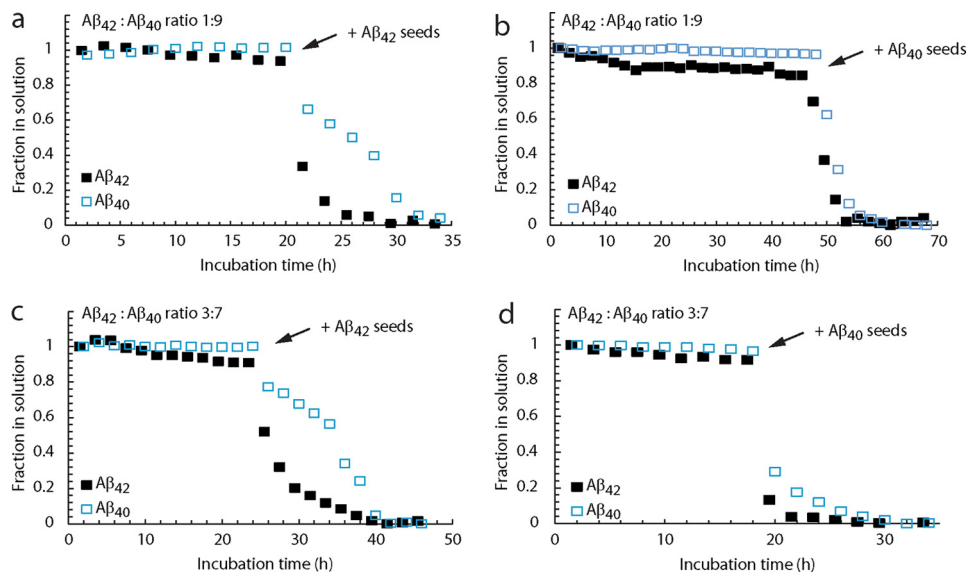 a
Aβ42 : Aβ40 ratio 1:9
+ Aβ42 seeds
Fraction in solution
1
0.8
0.6
0.4
0.2
0
Aβ42
Aβ40
0 5 10 15 20 25 30 35
Incubation time (h)
b
Aβ42 : Aβ40 ratio 1:9
+ Aβ40 seeds
Fraction in solution
1
0.8
0.6
0.4
0.2
0
Aβ42
Aβ40
0 10 20 30 40 50 60 70
Incubation time (h)
c
Aβ42 : Aβ40 ratio 3:7
+ Aβ42 seeds
Fraction in solution
1
0.8
0.6
0.4
0.2
0
Aβ42
Aβ40
0 10 20 30 40 50
Incubation time (h)
d
Aβ42 : Aβ40 ratio 3:7
+ Aβ40 seeds
Fraction in solution
1
0.8
0.6
0.4
0.2
0
Aβ42
Aβ40
0 10 20 30
Incubation time (h)